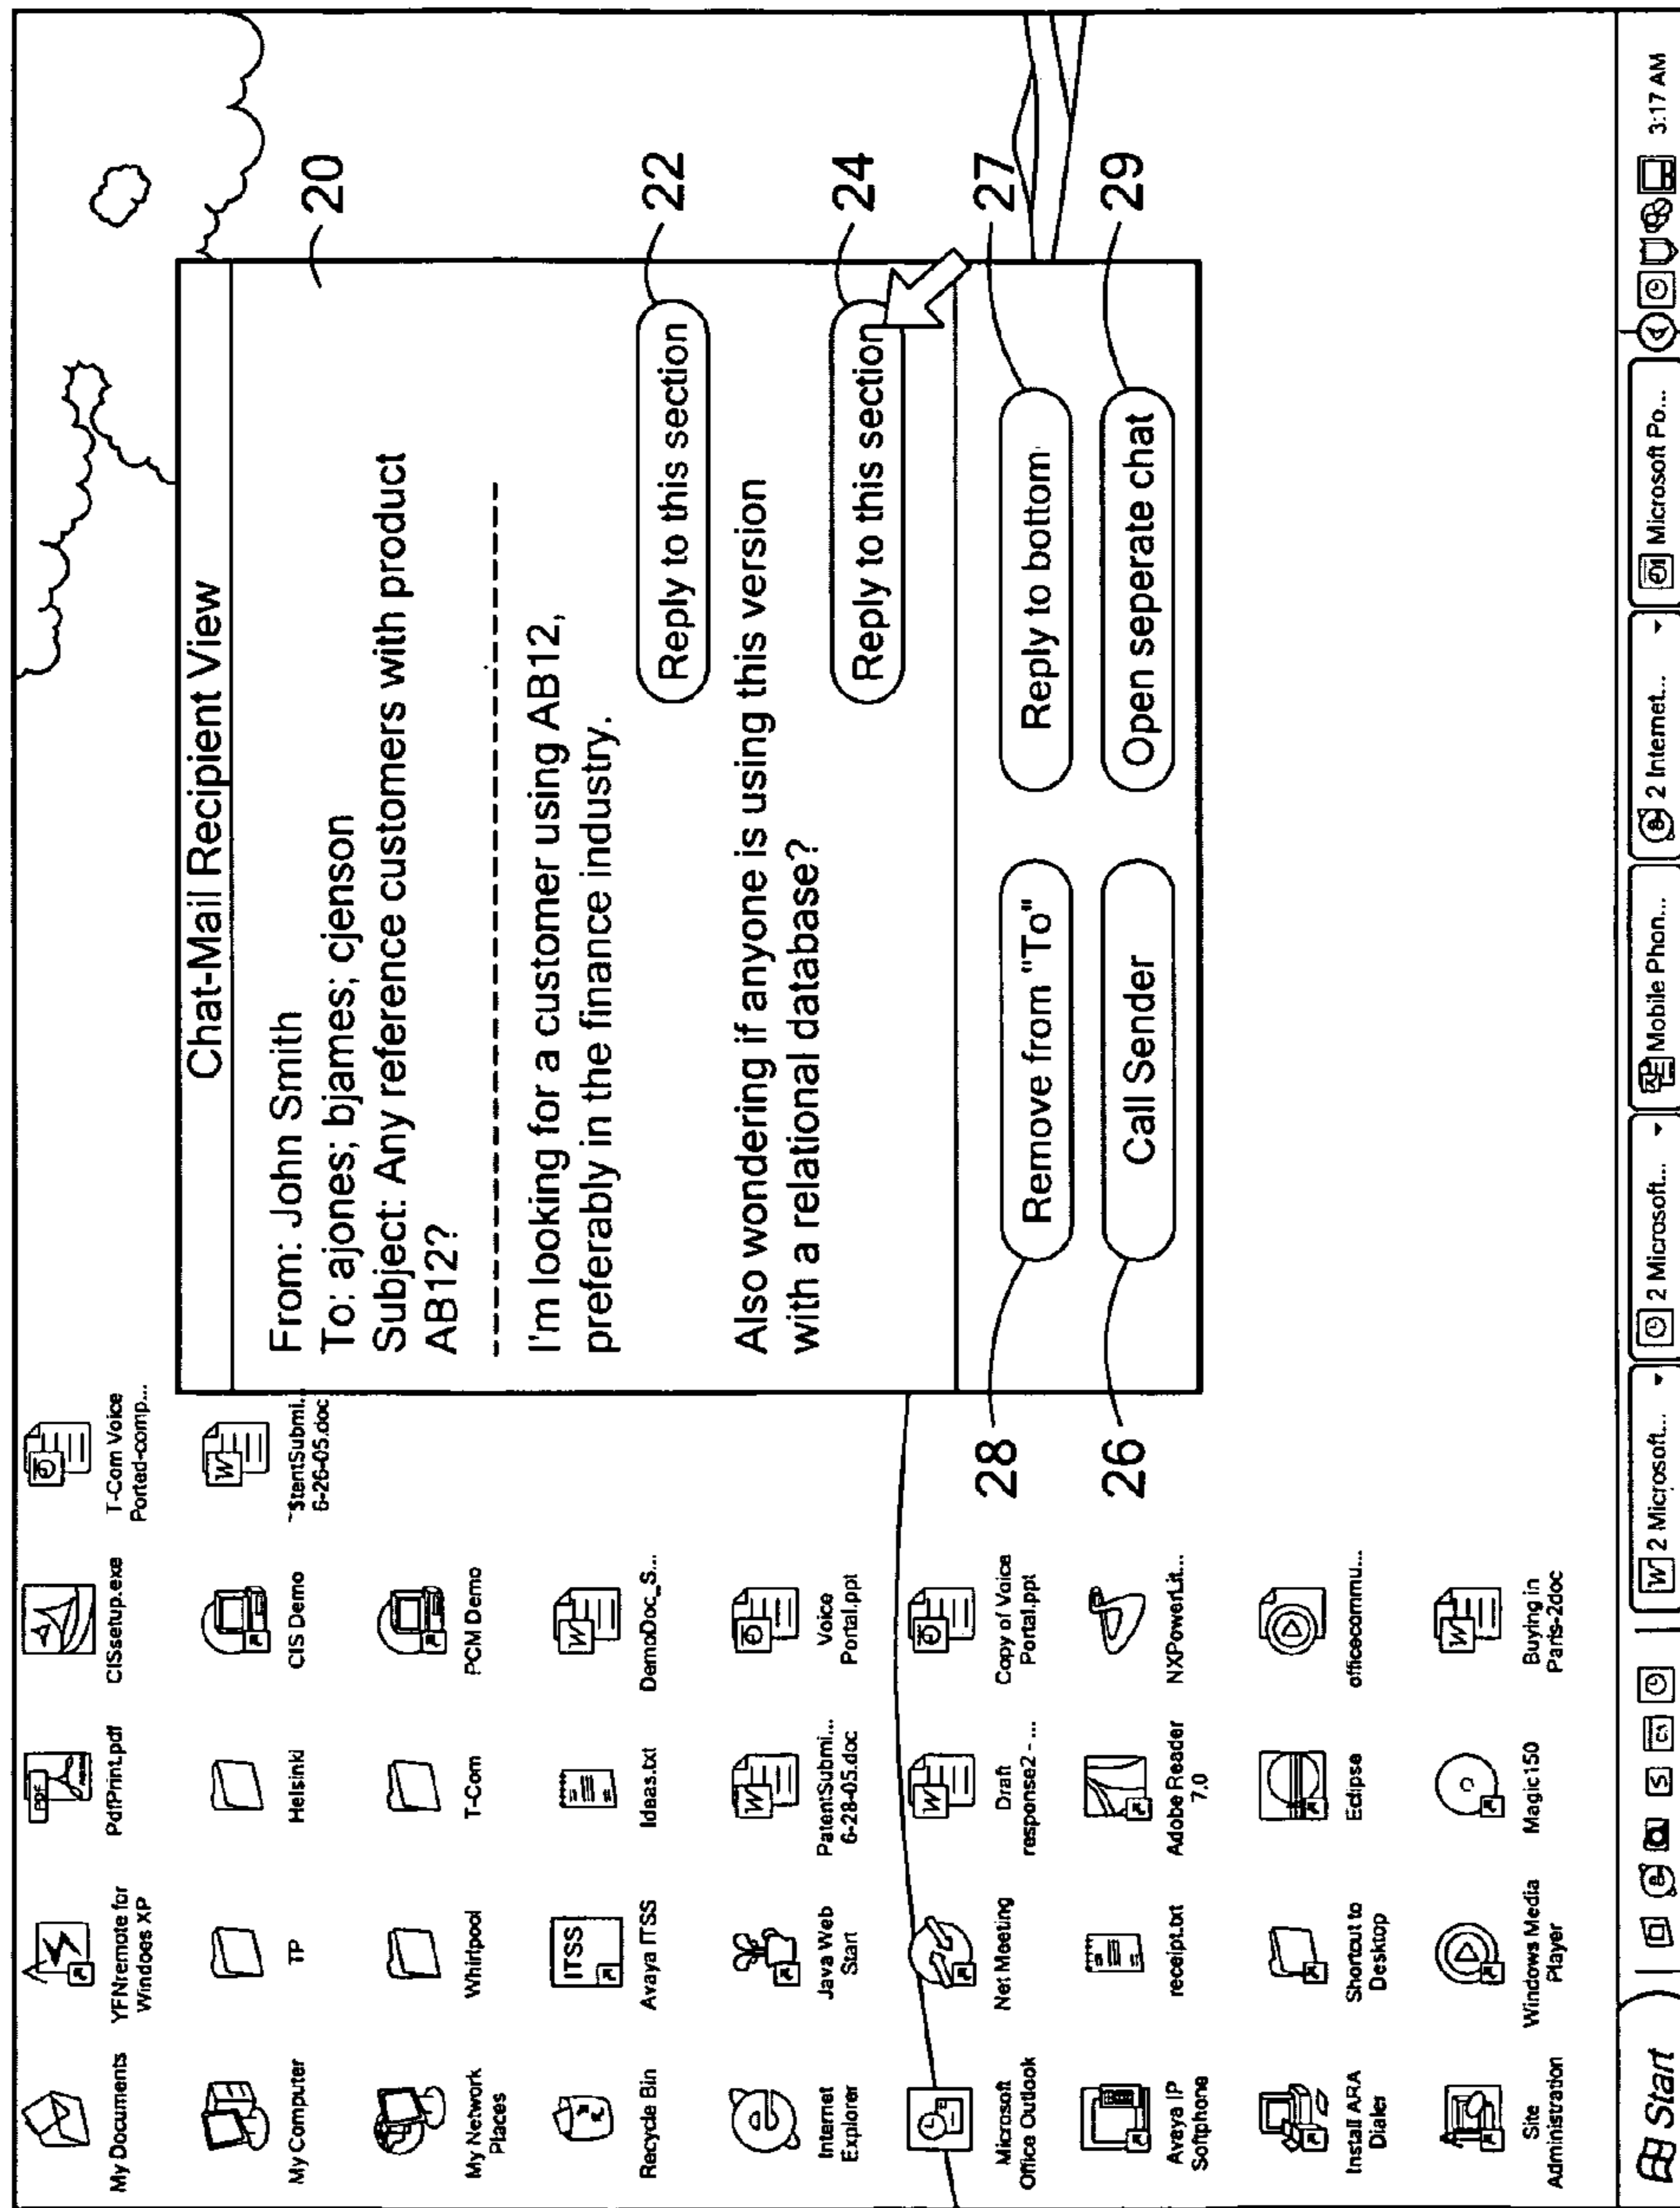 My Documents
YFNremote for
Windoes XP
PdfPrint.pdf
CISsetup.exe
T-Com Voice
Ported-comp...
My Computer
TP
Helsinki
CIS Demo
~$tentSubmi...
6-26-05.doc
My Network
Places
Whirlpool
T-Com
PCM Demo
Recycle Bin
ITSS
Avaya ITSS
Ideas.txt
DemoDoc_S...
Internet
Explorer
Java Web
Start
PatentSubmi...
6-28-05.doc
Voice
Portal.ppt
Microsoft
Office Outlook
Net Meeting
Draft
response2 - ...
Copy of Voice
Portal.ppt
Avaya IP
Softphone
receipt.txt
Adobe Reader
7.0
NXPowerLit...
Install ARA
Dialer
Shortcut to
Desktop
Eclipse
officecommu...
Site
Administration
Windows Media
Player
Magic150
Buying in
Paris-2doc
Chat-Mail Recipient View
From: John Smith
To: ajones; bjames; cjenson
Subject: Any reference customers with product
AB12?
I'm looking for a customer using AB12,
preferably in the finance industry.
Reply to this section
Also wondering if anyone is using this version
with a relational database?
Reply to this section
Remove from "To"
Reply to bottom
Call Sender
Open seperate chat
20
22
24
27
29
28
26
Start
2 Microsoft...
2 Microsoft...
Mobile Phon...
2 Internet...
Microsoft Po...
3:17 AM